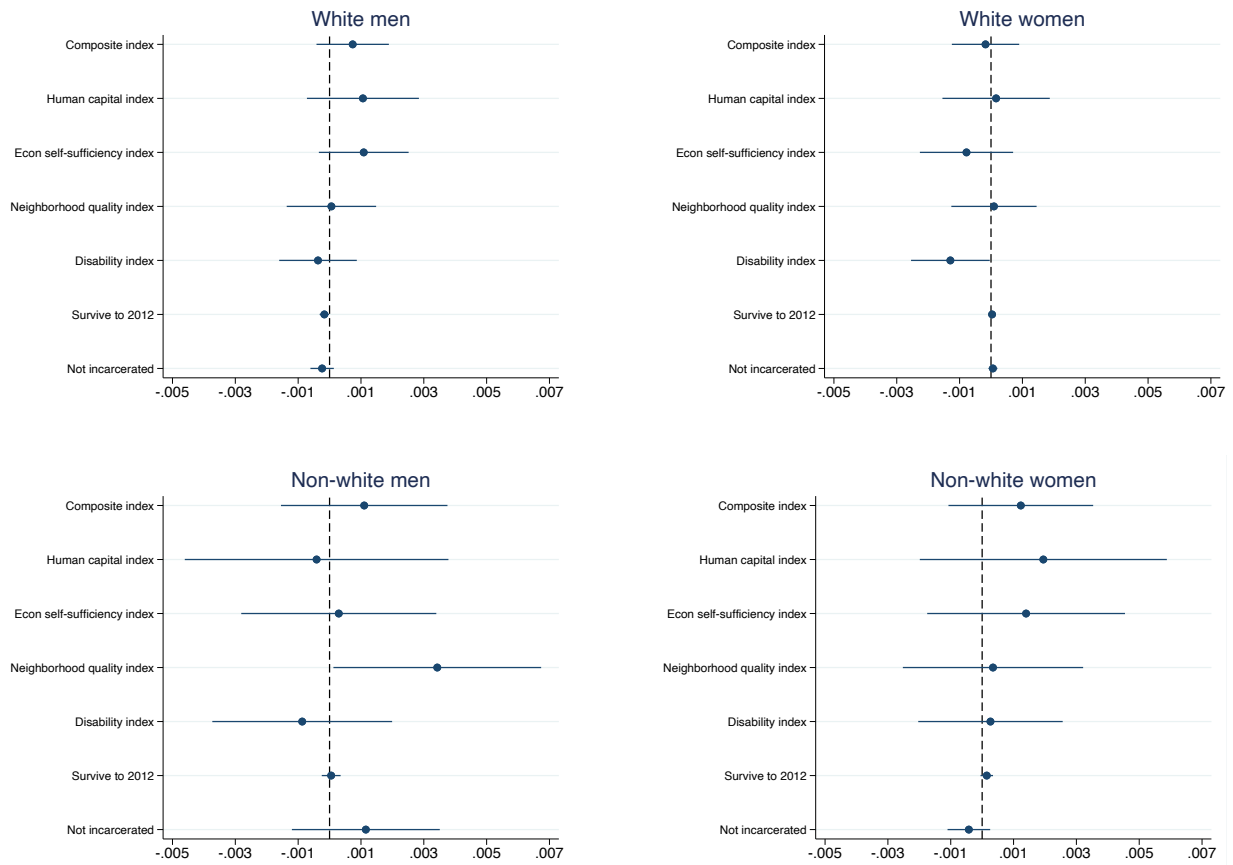 White men
Composite index
Human capital index
Econ self-sufficiency index
Neighborhood quality index
Disability index
Survive to 2012
Not incarcerated
-.005 -.003 -.001 .001 .003 .005 .007
White women
Composite index
Human capital index
Econ self-sufficiency index
Neighborhood quality index
Disability index
Survive to 2012
Not incarcerated
-.005 -.003 -.001 .001 .003 .005 .007
Non-white men
Composite index
Human capital index
Econ self-sufficiency index
Neighborhood quality index
Disability index
Survive to 2012
Not incarcerated
-.005 -.003 -.001 .001 .003 .005 .007
Non-white women
Composite index
Human capital index
Econ self-sufficiency index
Neighborhood quality index
Disability index
Survive to 2012
Not incarcerated
-.005 -.003 -.001 .001 .003 .005 .007